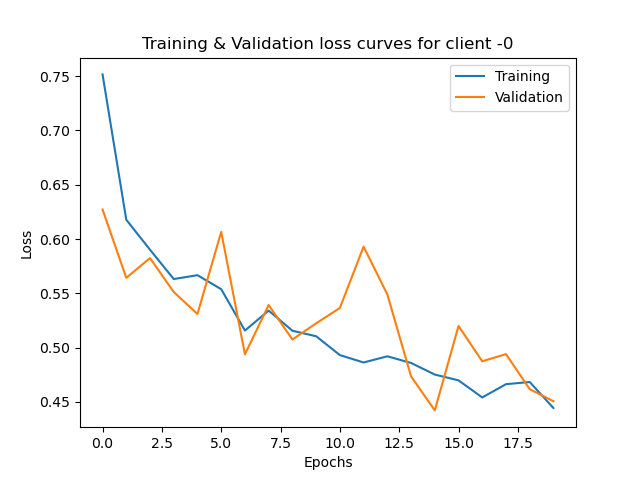 Training & Validation loss curves for client -0
Training
Validation
0.75
0.70
0.65
0.60
0.55
0.50
0.45
Loss
0.0 2.5 5.0 7.5 10.0 12.5 15.0 17.5
Epochs